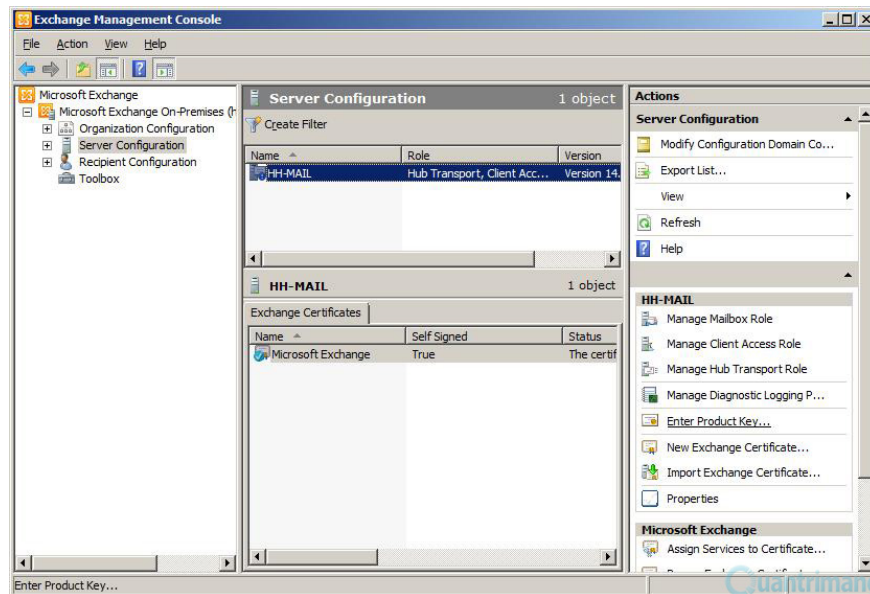 Exchange Management Console
File Action View Help
Microsoft Exchange
Microsoft Exchange On-Premises (h
Organization Configuration
Server Configuration
Recipient Configuration
Toolbox
Server Configuration 1 object
Create Filter
Name Role Version
HH-MAIL Hub Transport, Client Acc... Version 14.
HH-MAIL 1 object
Exchange Certificates
Name Self Signed Status
Microsoft Exchange True The certif
Actions
Server Configuration
Modify Configuration Domain Co...
Export List...
View
Refresh
Help
HH-MAIL
Manage Mailbox Role
Manage Client Access Role
Manage Hub Transport Role
Manage Diagnostic Logging P...
Enter Product Key...
New Exchange Certificate...
Import Exchange Certificate...
Properties
Microsoft Exchange
Assign Services to Certificate...
Enter Product Key...